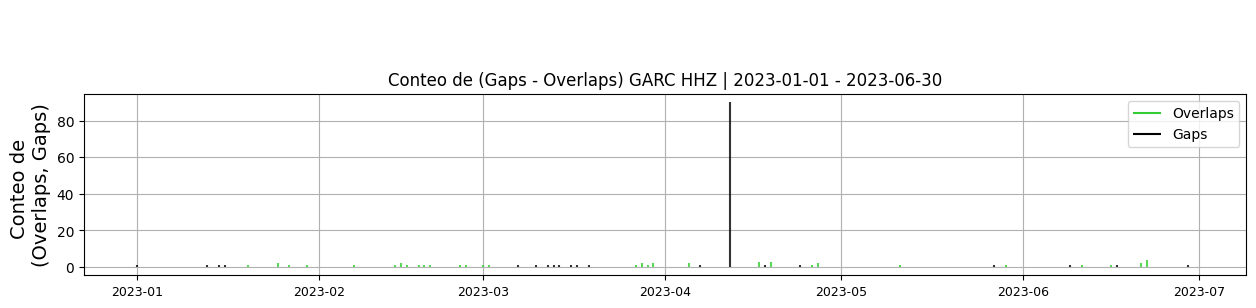 Conteo de (Gaps - Overlaps) GARC HHZ | 2023-01-01 - 2023-06-30
Conteo de
(Overlaps, Gaps)
80
60
40
20
0
Overlaps
Gaps
2023-01 2023-02 2023-03 2023-04 2023-05 2023-06 2023-07